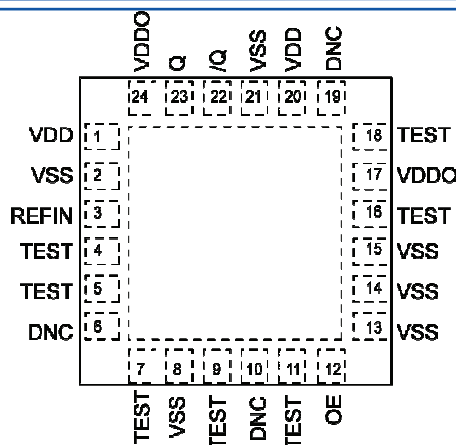 VDDO Q /Q VSS VDD DNC
24 23 22 21 20 19
VDD 1
VSS 2
REFIN 3
TEST 4
TEST 5
DNC 6
18 TEST
17 VDDO
16 TEST
15 VSS
14 VSS
13 VSS
7 8 9 10 11 12
TEST VSS TEST DNC TEST OE